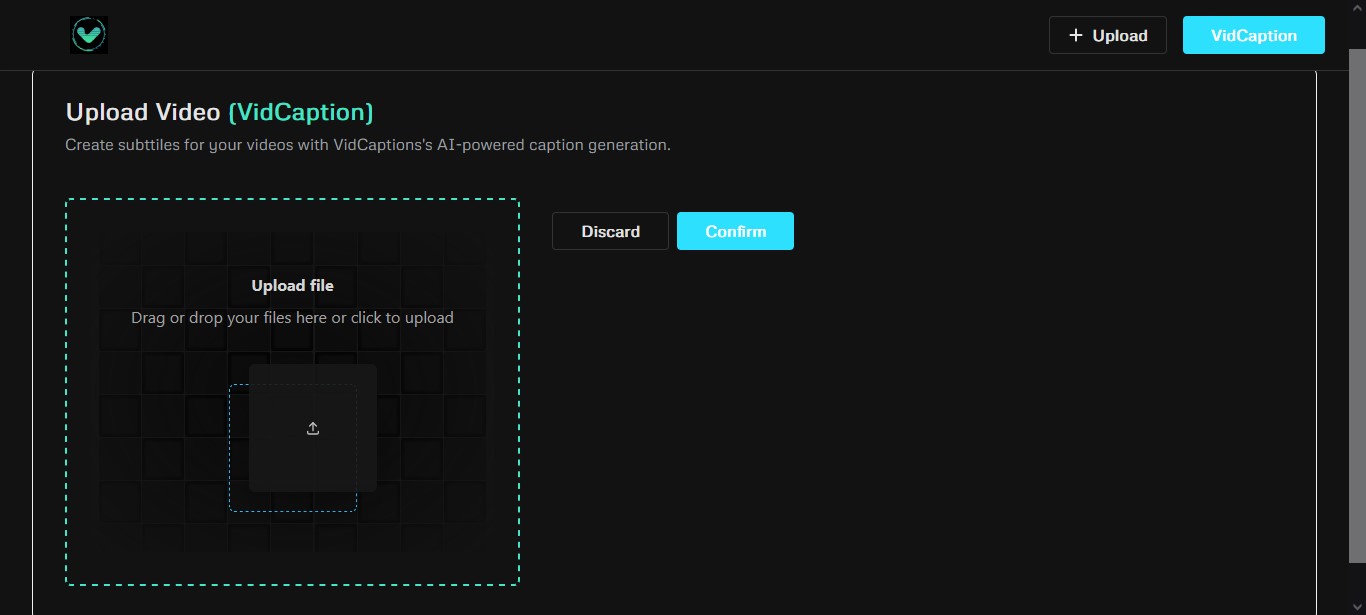 + Upload
VidCaption
Upload Video (VidCaption)
Create subttiles for your videos with VidCaptions's AI-powered caption generation.
Discard
Confirm
Upload file
Drag or drop your files here or click to upload